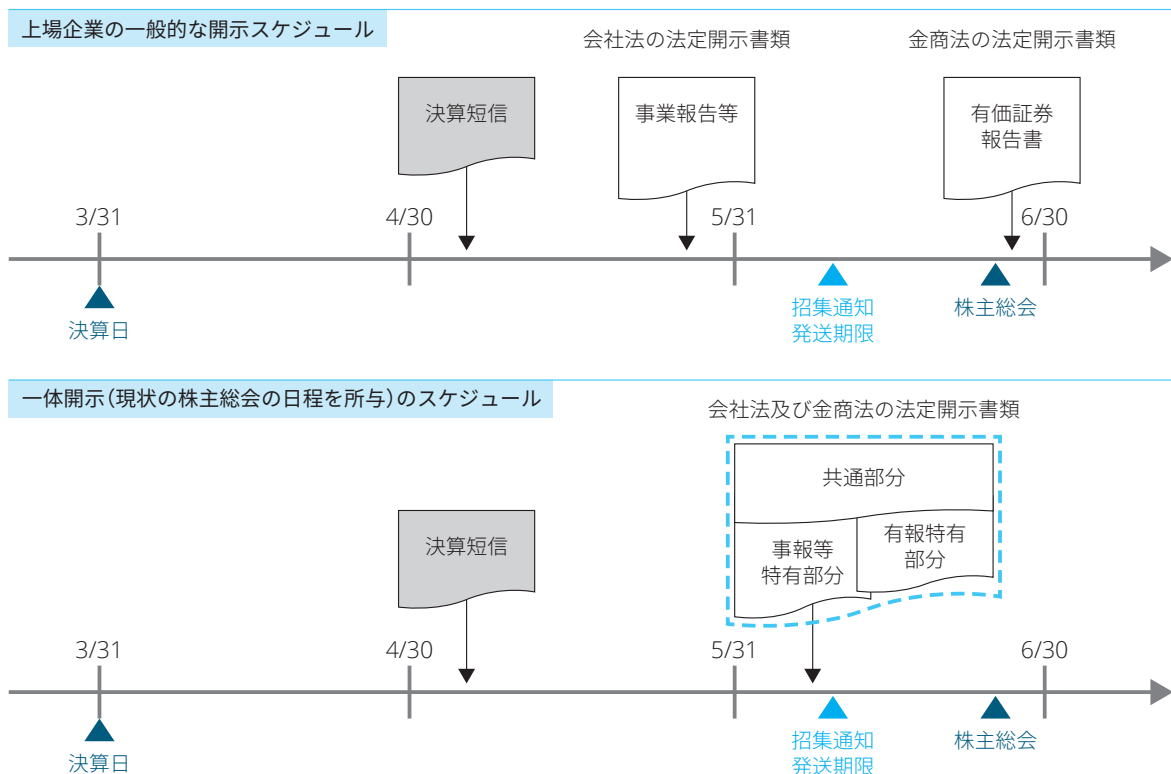 上場企業の一般的な開示スケジュール
会社法の法定開示書類
金商法の法定開示書類
決算短信
事業報告等
有価証券
報告書
3/31
4/30
5/31
6/30
決算日
招集通知
発送期限
株主総会
一体開示（現状の株主総会の日程を所与）のスケジュール
会社法及び金商法の法定開示書類
共通部分
決算短信
事報等
特有部分
有報特有
部分
3/31
4/30
5/31
6/30
決算日
招集通知
発送期限
株主総会